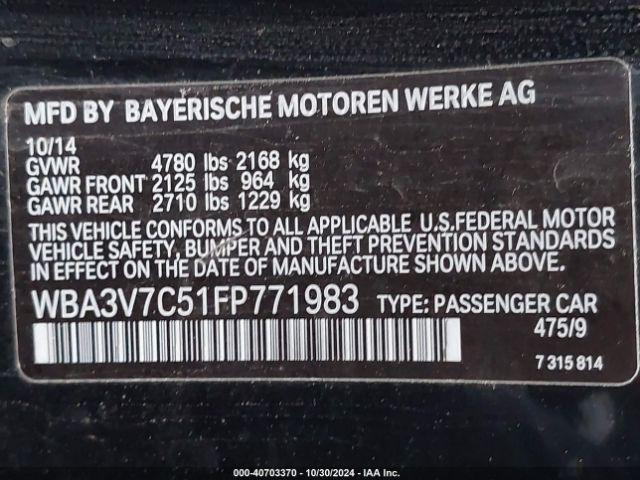 MFD BY BAYERISCHE MOTOREN WERKE AG
10/14
GVWR 4780 lbs 2168 kg
GAWR FRONT 2125 lbs 964 kg
GAWR REAR 2710 lbs 1229 kg
THIS VEHICLE CONFORMS TO ALL APPLICABLE U.S.FEDERAL MOTOR
VEHICLE SAFETY, BUMPER AND THEFT PREVENTION STANDARDS
IN EFFECT ON THE DATE OF MANUFACTURE SHOWN ABOVE.
WBA3V7C51FP771983 TYPE: PASSENGER CAR
475/9
7 315 814
000-40703370 - 10/30/2024 - IAAI.CA